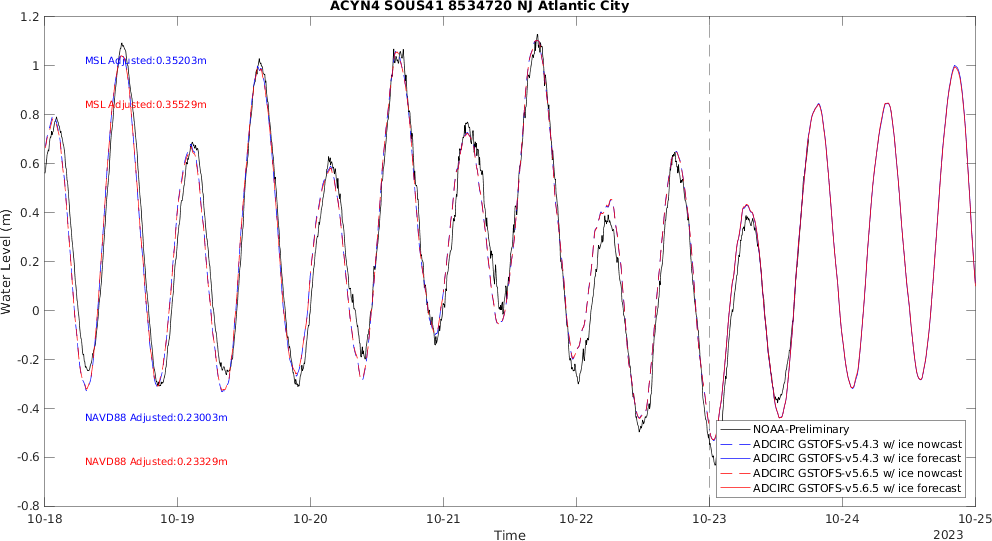 ACYN4 SOUS41 8534720 NJ Atlantic City
1.2
1
0.8
0.6
0.4
0.2
0
-0.2
-0.4
-0.6
-0.8
Water Level (m)
MSL Adjusted:0.35203m
MSL Adjusted:0.35529m
NAVD88 Adjusted:0.23003m
NAVD88 Adjusted:0.23329m
NOAA-Preliminary
ADCIRC GSTOFS-v5.4.3 w/ ice nowcast
ADCIRC GSTOFS-v5.4.3 w/ ice forecast
ADCIRC GSTOFS-v5.6.5 w/ ice nowcast
ADCIRC GSTOFS-v5.6.5 w/ ice forecast
10-18 10-19 10-20 10-21 10-22 10-23 10-24 10-25
Time
2023